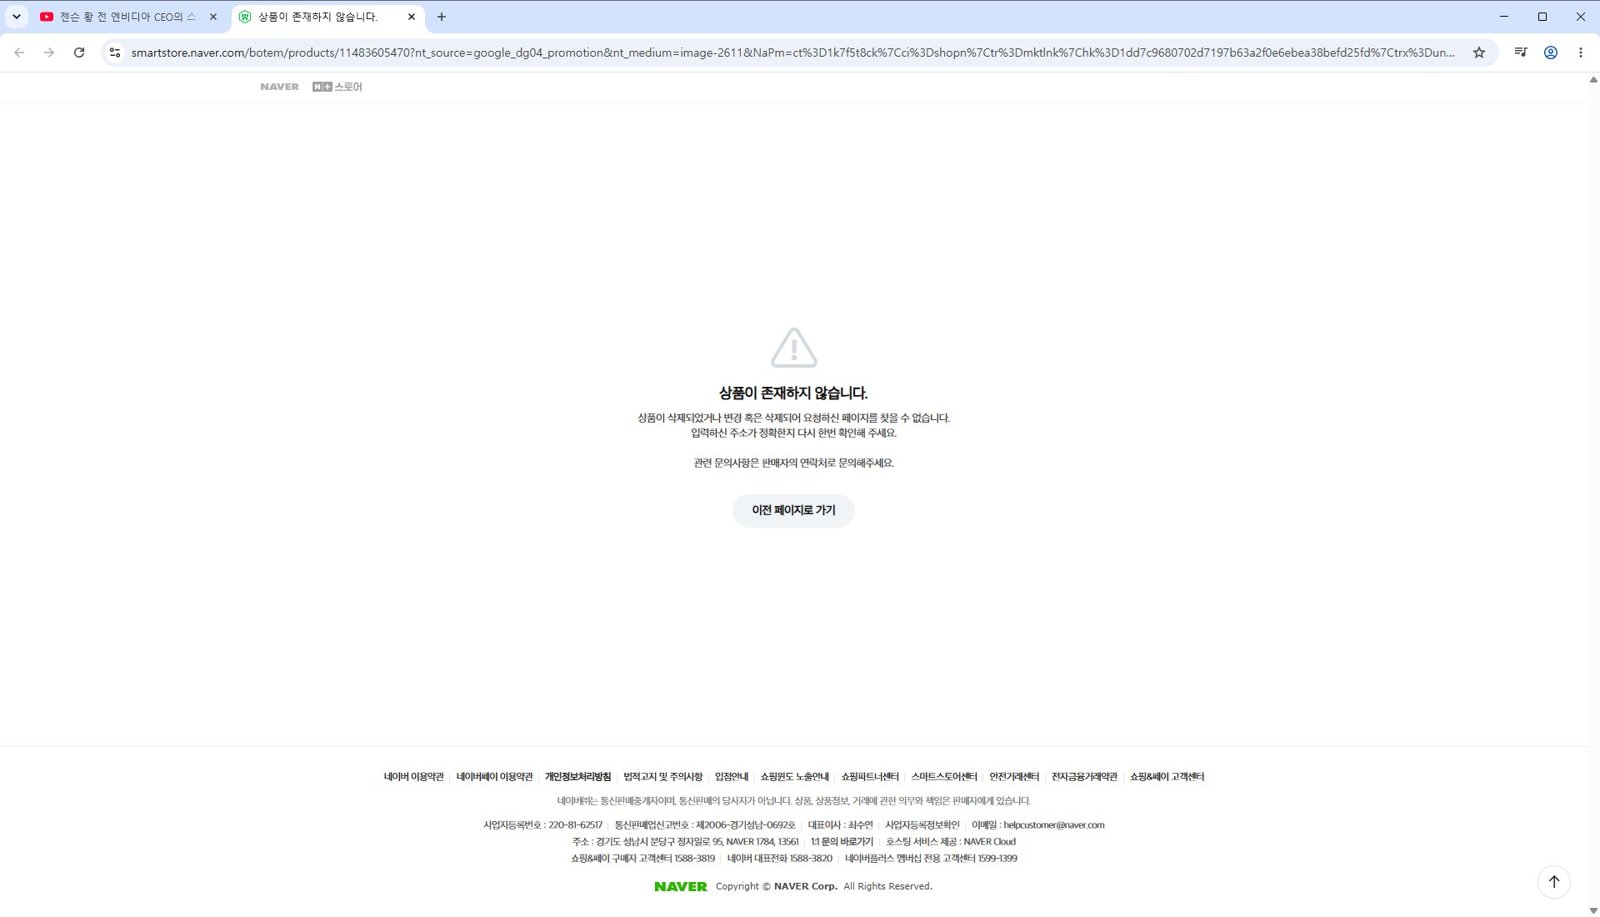 젠슨 황 전 엔비디아 CEO의 스
상품이 존재하지 않습니다.
smartstore.naver.com/botem/products/11483605470?nt_source=google_dg04_promotion&nt_medium=image-2611&NaPm=ct%3D1k7f5t8ck%7Cci%3Dshopn%7Ctr%3Dmktlnk%7Chk%3D1dd7c9680702d7197b63a2f0e6ebea38befd25fd%7Ctrx%3Dun...
NAVER N+스토어
상품이 존재하지 않습니다.
상품이 삭제되었거나 변경 혹은 삭제되어 요청하신 페이지를 찾을 수 없습니다.
입력하신 주소가 정확한지 다시 한번 확인해 주세요.
관련 문의사항은 판매자의 연락처로 문의해주세요.
이전 페이지로 가기
네이버 이용약관 네이버페이 이용약관 개인정보처리방침 법적고지 및 주의사항 입점안내 쇼핑윈도 노출안내 쇼핑파트너센터 스마트스토어센터 안전거래센터 전자금융거래약관 쇼핑&페이 고객센터
네이버㈜는 통신판매중개자이며, 통신판매의 당사자가 아닙니다. 상품, 상품정보, 거래에 관한 의무와 책임은 판매자에게 있습니다.
사업자등록번호 : 220-81-62517 통신판매업신고번호 : 제2006-경기성남-0692호 대표이사 : 최수연 사업자등록정보확인 이메일 : helpcustomer@naver.com
주소 : 경기도 성남시 분당구 정자일로 95, NAVER 1784, 13561 1:1 문의 바로가기 호스팅 서비스 제공 : NAVER Cloud
쇼핑&페이 구매자 고객센터 1588-3819 네이버 대표전화 1588-3820 네이버플러스 멤버십 전용 고객센터 1599-1399
NAVER Copyright © NAVER Corp. All Rights Reserved.